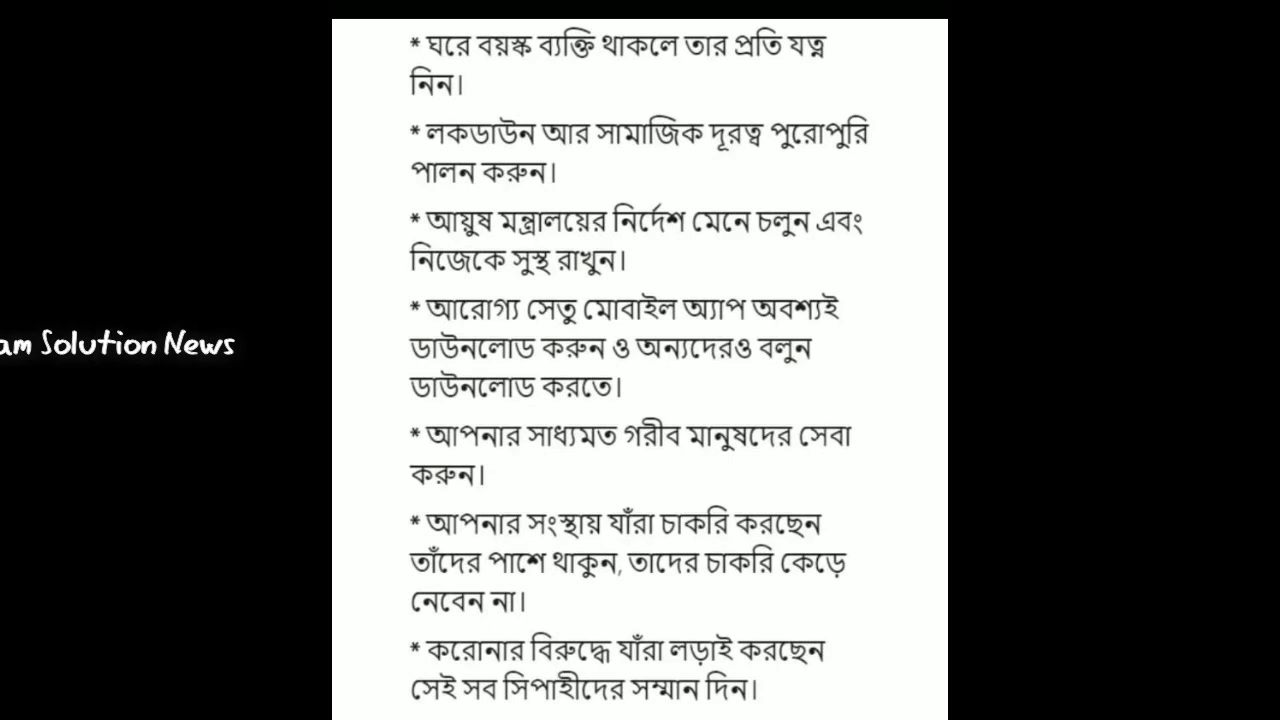 * ঘরে বয়স্ক ব্যক্তি থাকলে তার প্রতি যত্ন
নিন।
* লকডাউন আর সামাজিক দূরত্ব পুরোপুরি
পালন করুন।
* আয়ুষ মন্ত্রালয়ের নির্দেশ মেনে চলুন এবং
নিজেকে সুস্থ রাখুন।
* আরোগ্য সেতু মোবাইল অ্যাপ অবশ্যই
ডাউনলোড করুন ও অন্যদেরও বলুন
ডাউনলোড করতে।
* আপনার সাধ্যমত গরীব মানুষদের সেবা
করুন।
* আপনার সংস্থায় যাঁরা চাকরি করছেন
তাঁদের পাশে থাকুন, তাদের চাকরি কেড়ে
নেবেন না।
* করোনার বিরুদ্ধে যাঁরা লড়াই করছেন
সেই সব সিপাহীদের সম্মান দিন।
am Solution News